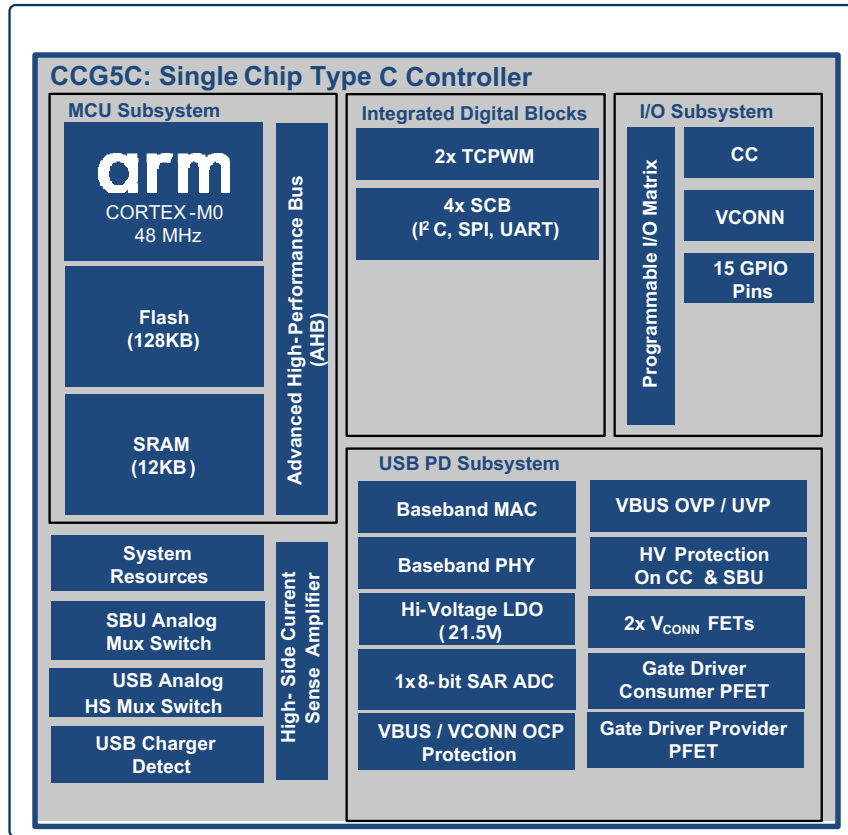 CCG5C: Single Chip Type C Controller
MCU Subsystem
arm
CORTEX-M0
48 MHz
Flash
(128KB)
SRAM
(12KB)
Advanced High-Performance Bus
(AHB)
Integrated Digital Blocks
2x TCPWM
4x SCB
(I² C, SPI, UART)
I/O Subsystem
Programmable I/O Matrix
CC
VCONN
15 GPIO
Pins
System
Resources
SBU Analog
Mux Switch
USB Analog
HS Mux Switch
USB Charger
Detect
High- Side Current
Sense Amplifier
USB PD Subsystem
Baseband MAC
Baseband PHY
Hi-Voltage LDO
(21.5V)
1x8- bit SAR ADC
VBUS / VCONN OCP
Protection
VBUS OVP / UVP
HV Protection
On CC & SBU
2x VCONN FETs
Gate Driver
Consumer PFET
Gate Driver Provider
PFET